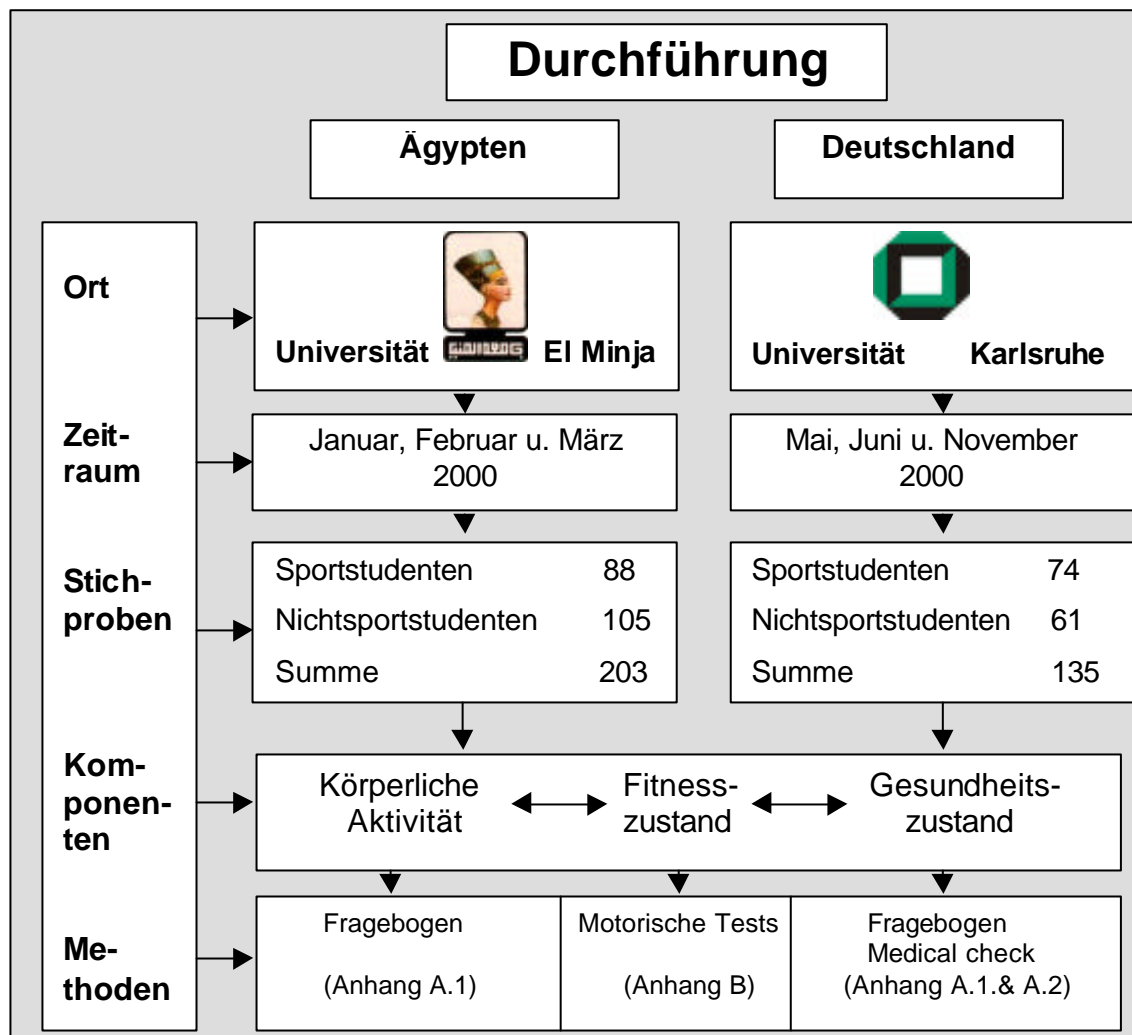 Durchführung
Ägypten
Deutschland
Ort
Universität جامعة المنيا El Minja
Universität Karlsruhe
Zeit-
raum
Januar, Februar u. März
2000
Mai, Juni u. November
2000
Stich-
proben
Sportstudenten 88
Nichtsportstudenten 105
Summe 203
Sportstudenten 74
Nichtsportstudenten 61
Summe 135
Kom-
ponen-
ten
Körperliche
Aktivität
Fitness-
zustand
Gesundheits-
zustand
Me-
thoden
Fragebogen
(Anhang A.1)
Motorische Tests
(Anhang B)
Fragebogen
Medical check
(Anhang A.1.& A.2)